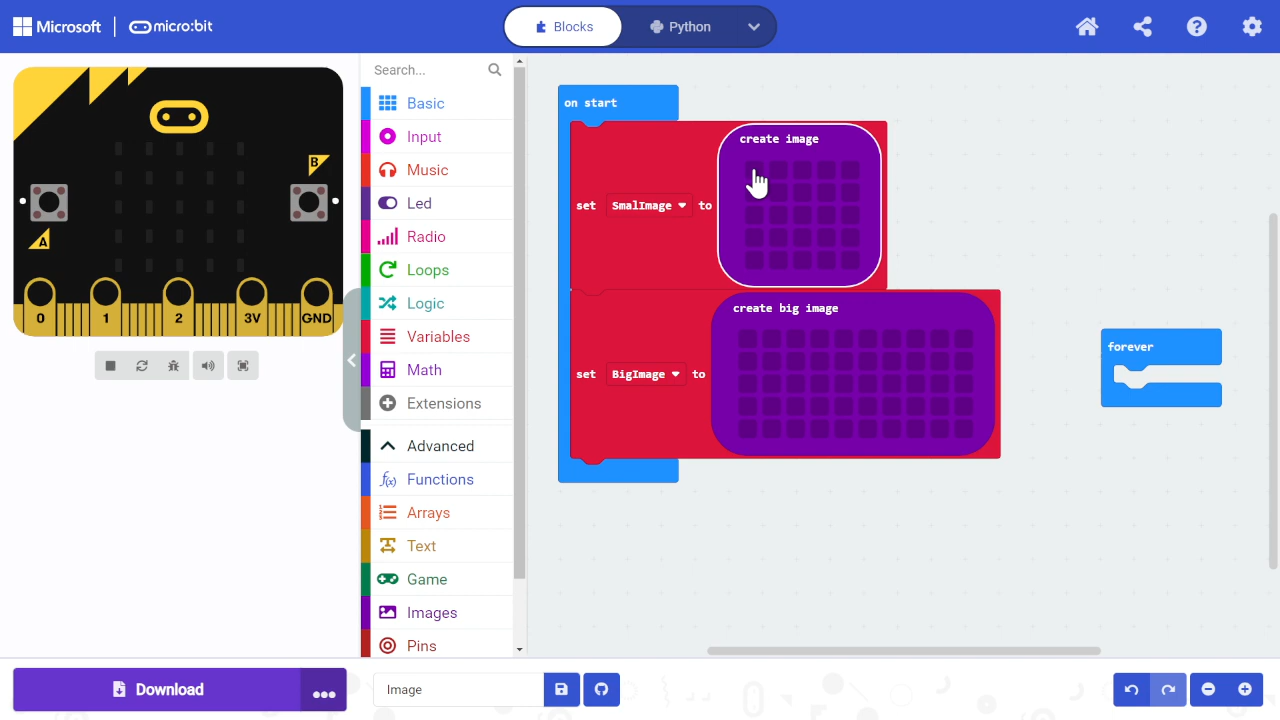 Microsoft
micro:bit
Blocks
Python
Search...
Basic
Input
Music
Led
Radio
Loops
Logic
Variables
Math
Extensions
Advanced
Functions
Arrays
Text
Game
Images
Pins
A
B
0 1 2 3V GND
on start
set SmalImage to create image
set BigImage to create big image
forever
Download
Image